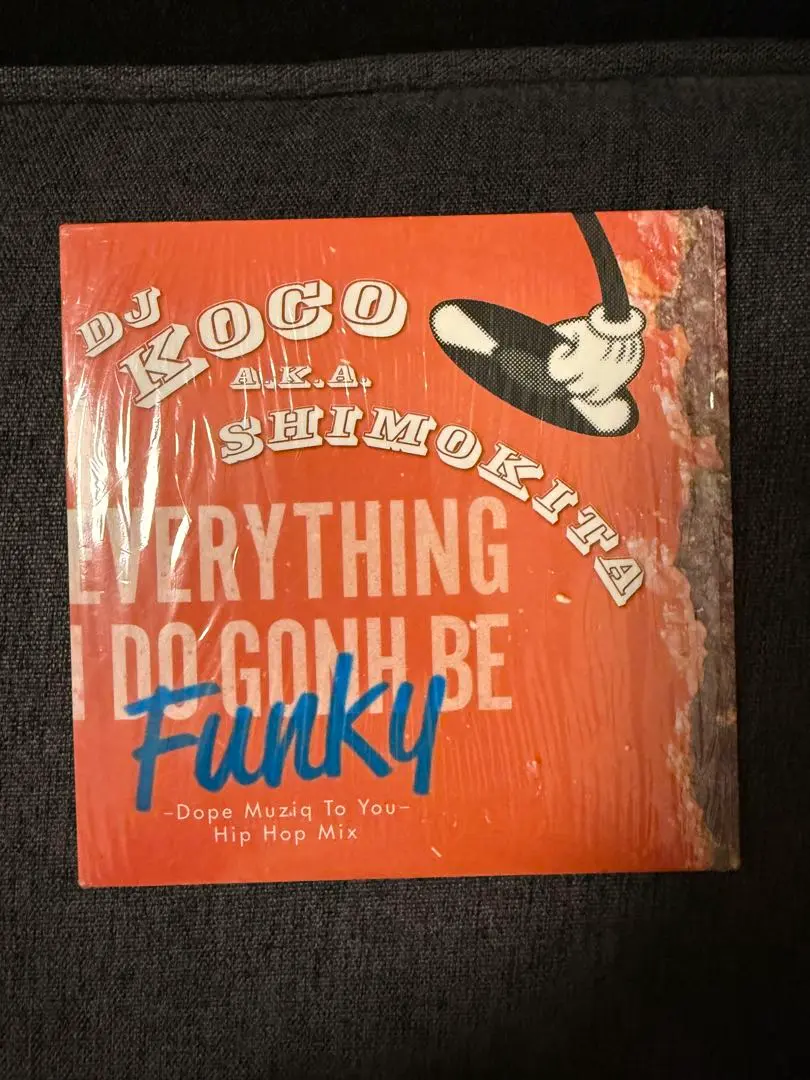 DJ
KOCO
A.K.A.
SHIMOKITA
EVERYTHING
I DO GONH BE
Funky
-Dope Muziq To You-
Hip Hop Mix